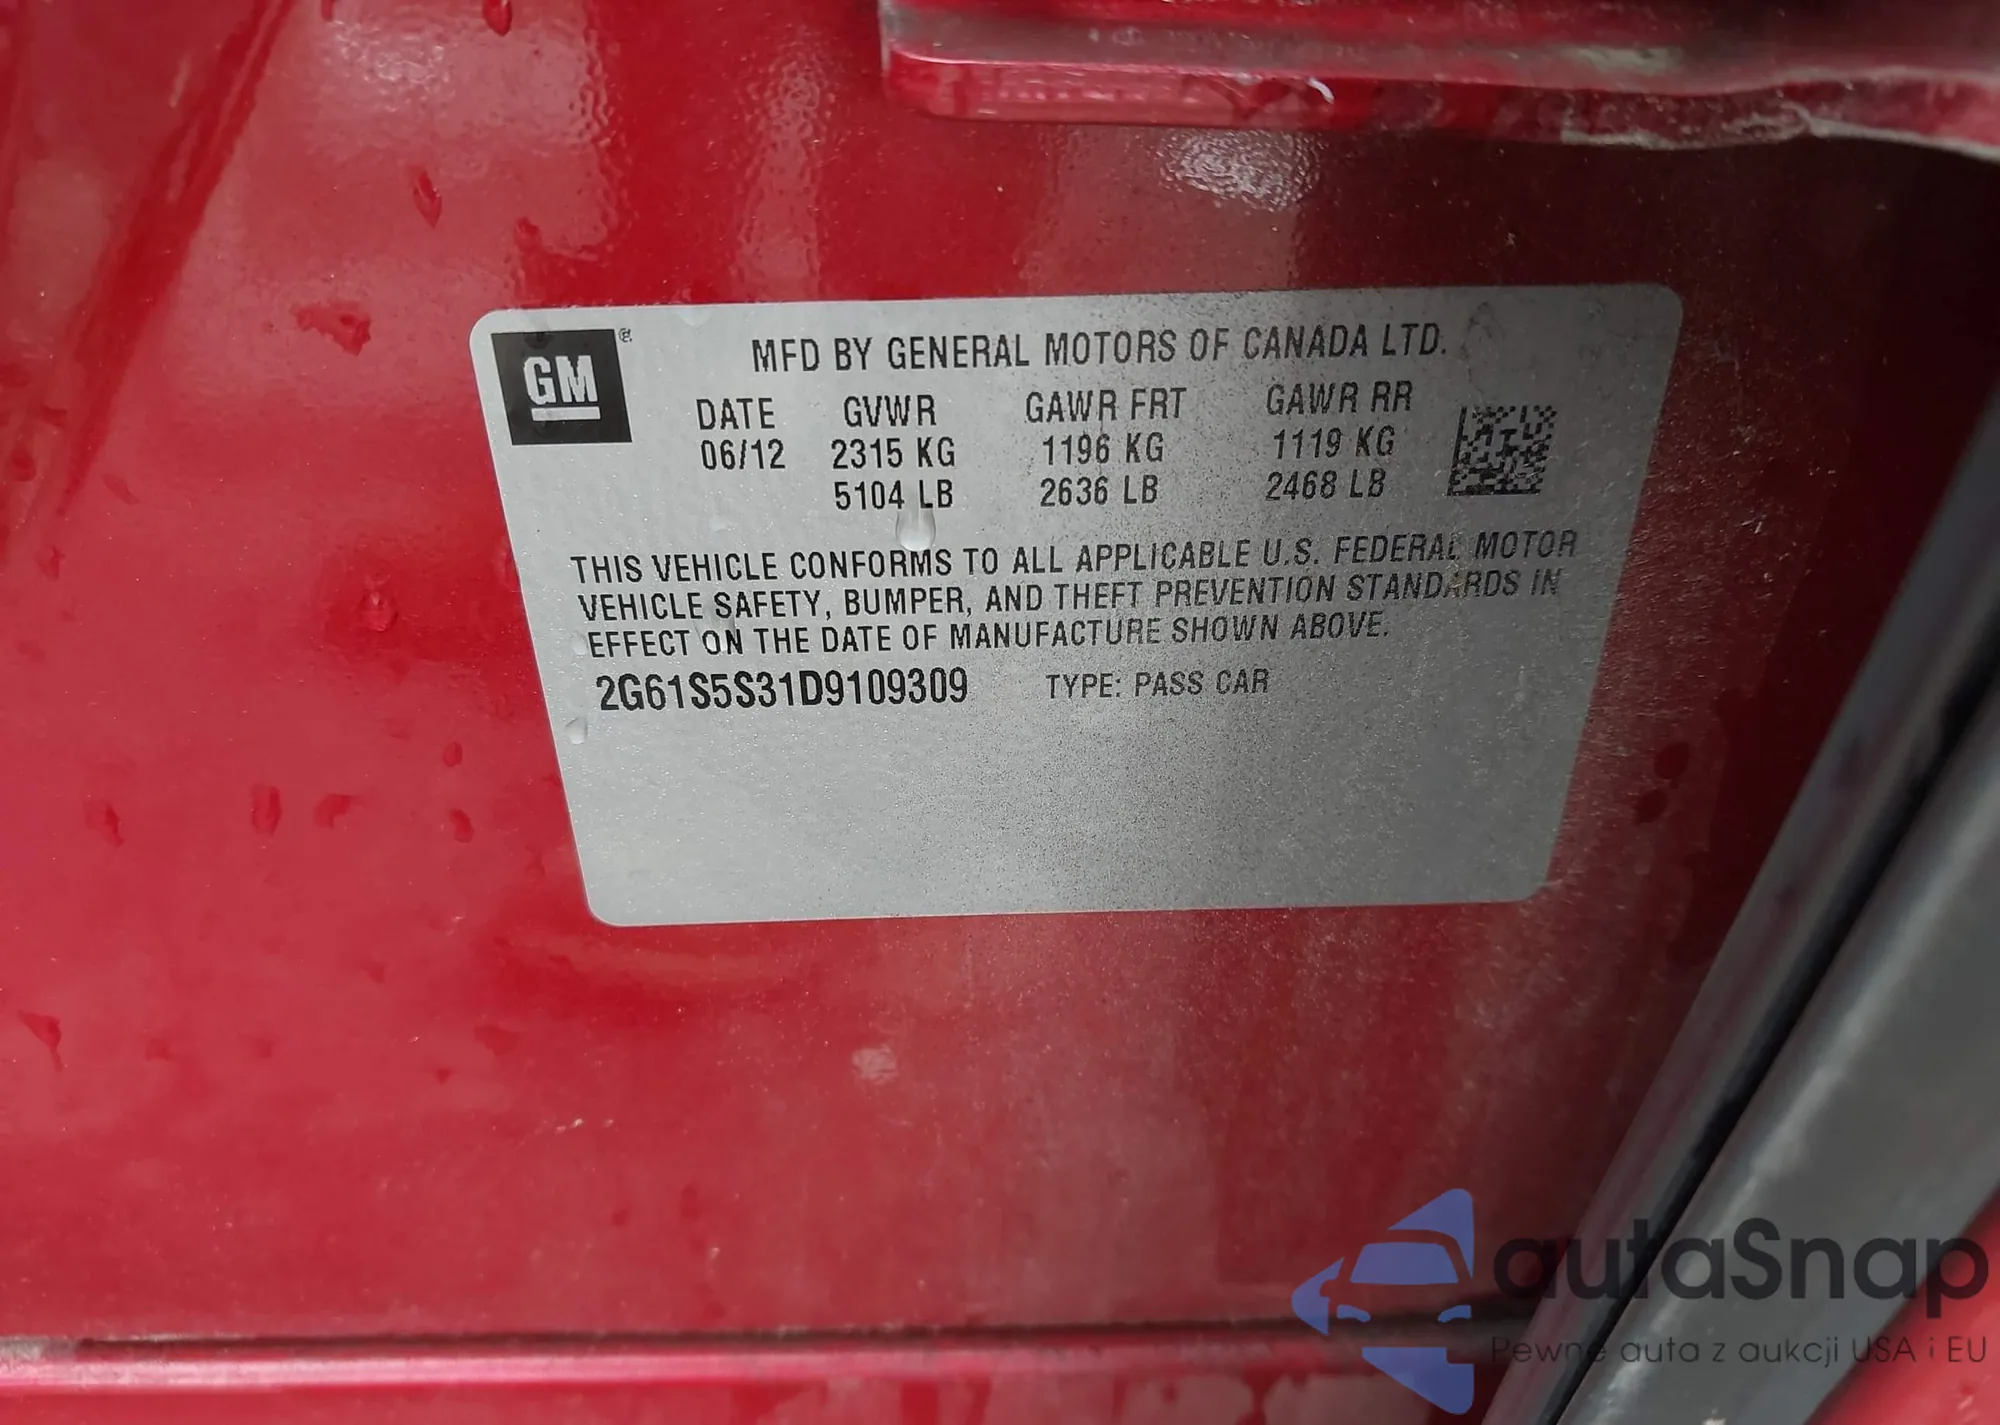 GM®
MFD BY GENERAL MOTORS OF CANADA LTD.
DATE GVWR GAWR FRT GAWR RR
06/12 2315 KG 1196 KG 1119 KG
5104 LB 2636 LB 2468 LB
THIS VEHICLE CONFORMS TO ALL APPLICABLE U.S. FEDERAL MOTOR
VEHICLE SAFETY, BUMPER, AND THEFT PREVENTION STANDARDS IN
EFFECT ON THE DATE OF MANUFACTURE SHOWN ABOVE.
2G61S5S31D9109309 TYPE: PASS CAR
autaSnap
Pewne auta z aukcji USA i EU